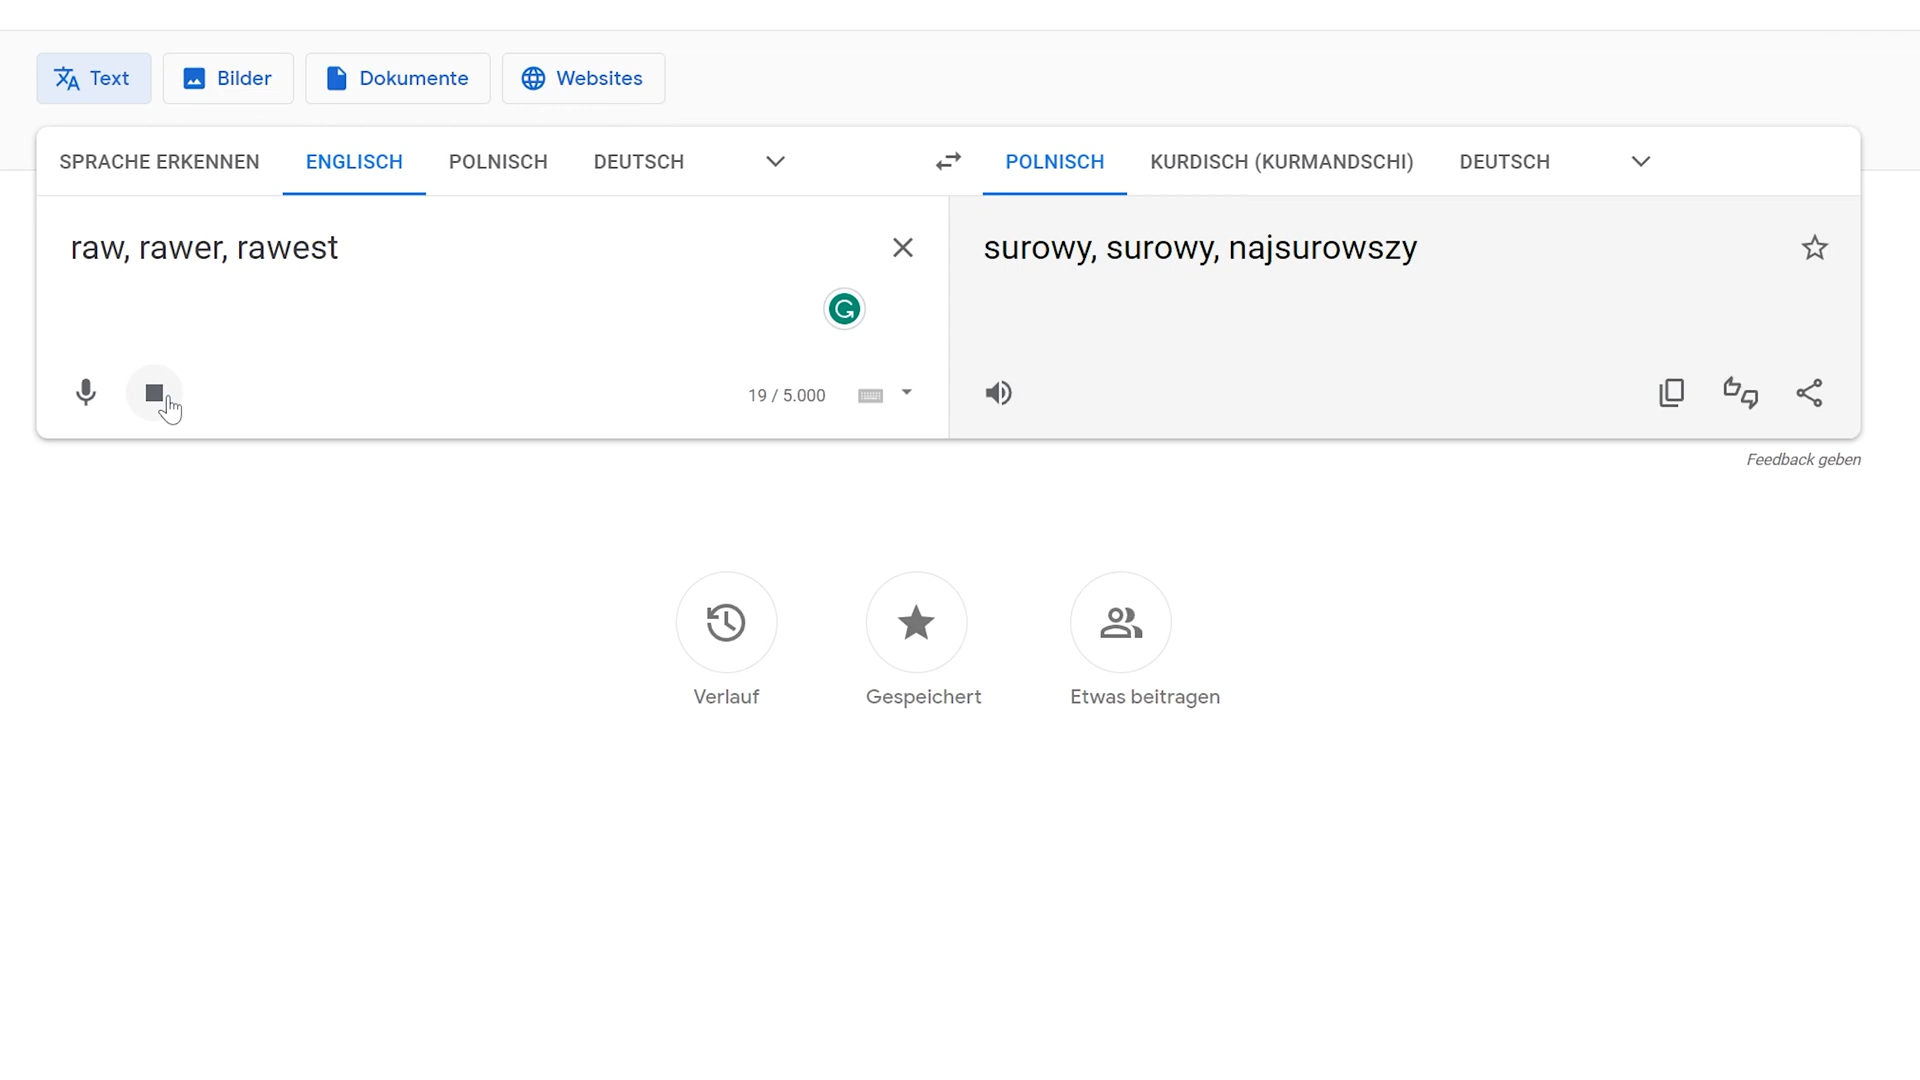 Text Bilder Dokumente Websites
SPRACHE ERKENNEN ENGLISCH POLNISCH DEUTSCH POLNISCH KURDISCH (KURMANDSCHI) DEUTSCH
raw, rawer, rawest surowy, surowy, najsurowszy
19 / 5.000
Feedback geben
Verlauf Gespeichert Etwas beitragen